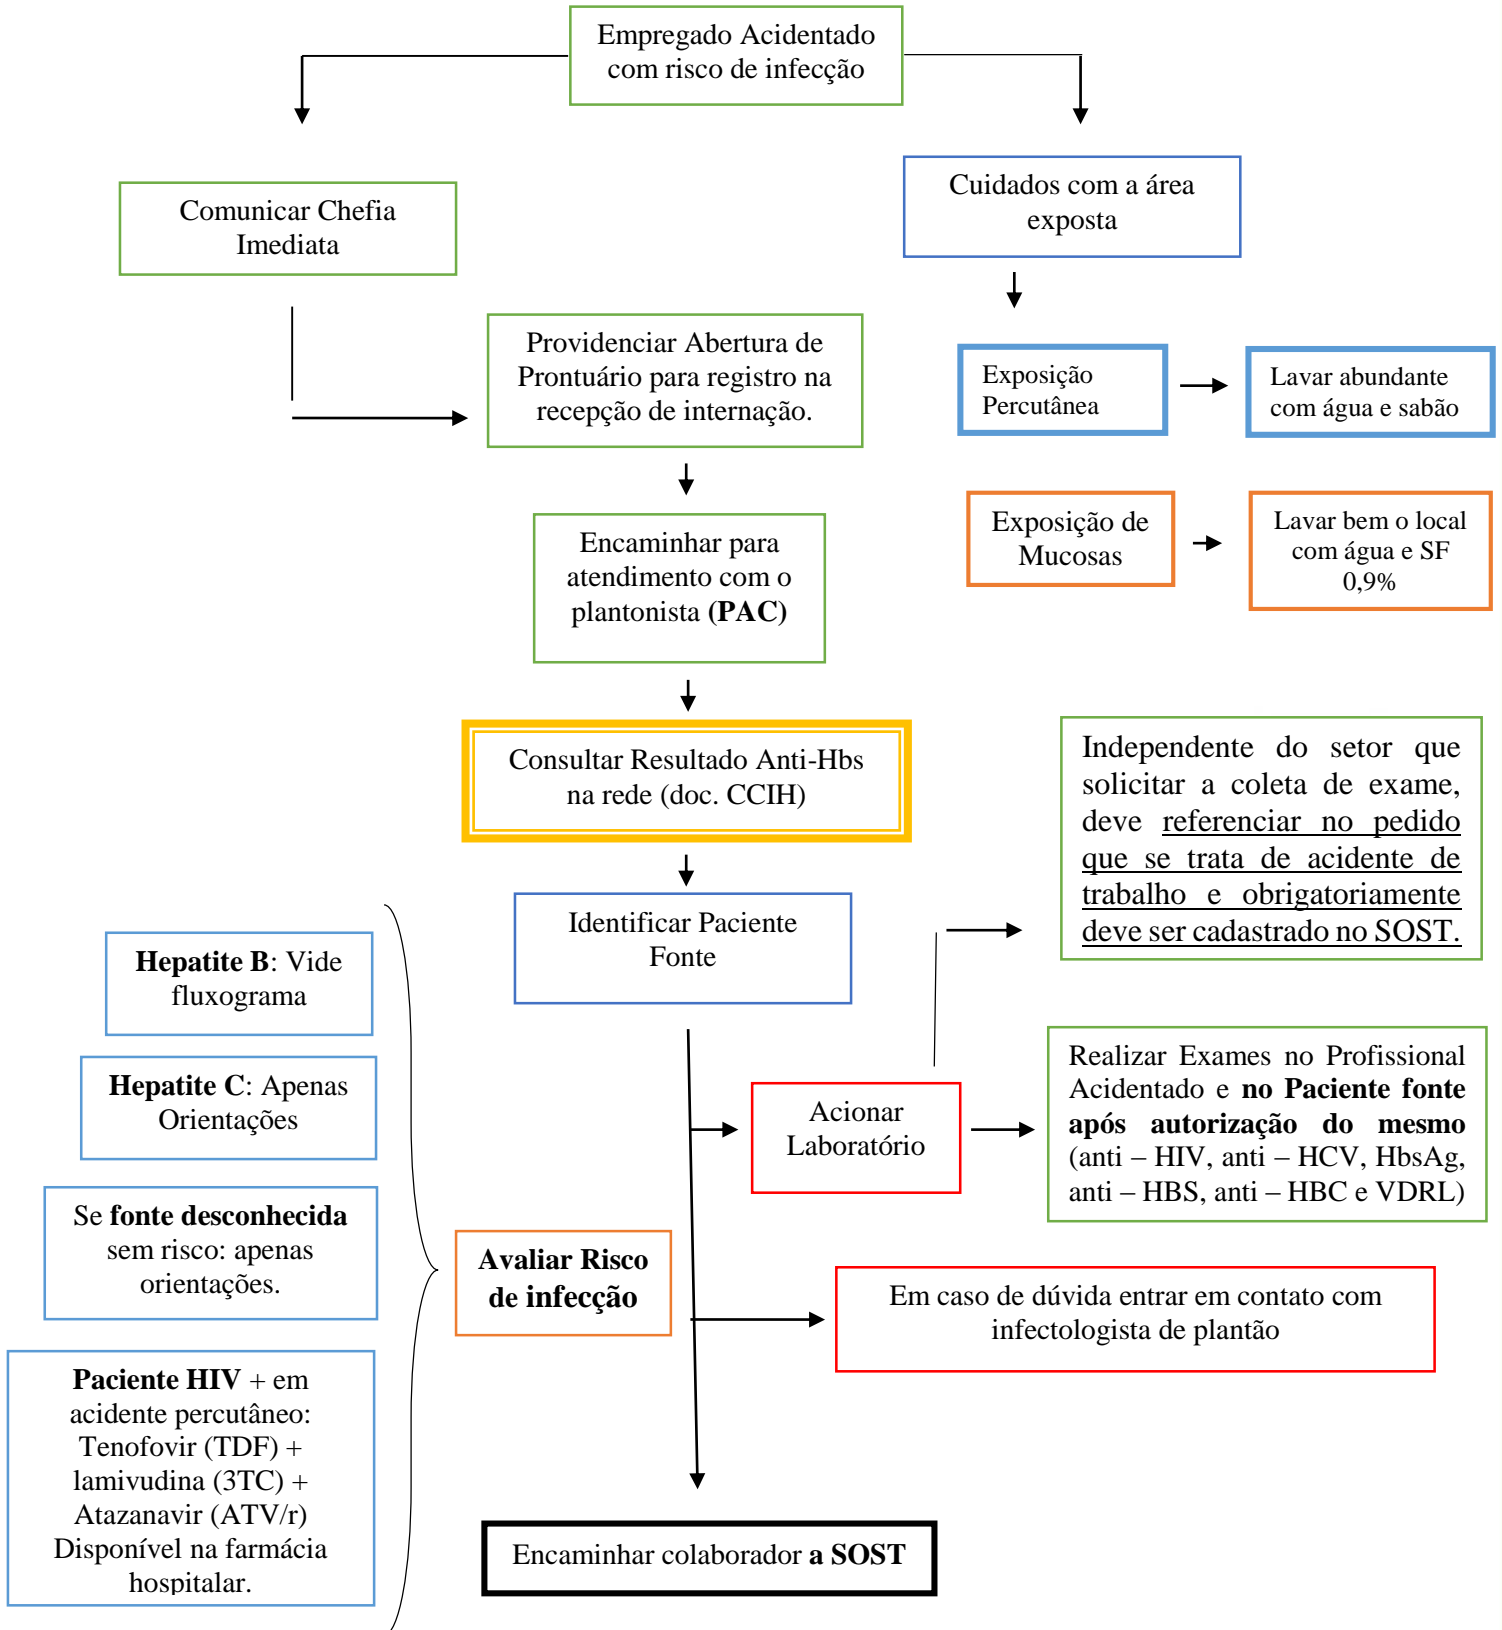 Empregado Acidentado
com risco de infecção
Comunicar Chefia
Imediata
Cuidados com a área
exposta
Providenciar Abertura de
Prontuário para registro na
recepção de internação.
Exposição
Percutânea
Lavar abundante
com água e sabão
Encaminhar para
atendimento com o
plantonista (PAC)
Exposição de
Mucosas
Lavar bem o local
com água e SF
0,9%
Consultar Resultado Anti-Hbs
na rede (doc. CCIH)
Independente do setor que
solicitar a coleta de exame,
deve referenciar no pedido
que se trata de acidente de
trabalho e obrigatoriamente
deve ser cadastrado no SOST.
Identificar Paciente
Fonte
Hepatite B: Vide
fluxograma
Hepatite C: Apenas
Orientações
Acionar
Laboratório
Realizar Exames no Profissional
Acidentado e no Paciente fonte
após autorização do mesmo
(anti – HIV, anti – HCV, HbsAg,
anti – HBS, anti – HBC e VDRL)
Se fonte desconhecida
sem risco: apenas
orientações.
Avaliar Risco
de infecção
Em caso de dúvida entrar em contato com
infectologista de plantão
Paciente HIV + em
acidente percutâneo:
Tenofovir (TDF) +
lamivudina (3TC) +
Atazanavir (ATV/r)
Disponível na farmácia
hospitalar.
Encaminhar colaborador a SOST